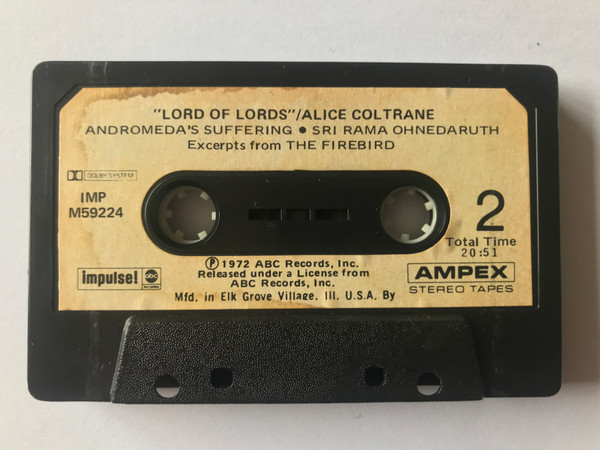 "LORD OF LORDS"/ALICE COLTRANE
ANDROMEDA'S SUFFERING • SRI RAMA OHNEDARUTH
Excerpts from THE FIREBIRD
DOLBY SYSTEM
IMP
M59224
2
Total Time
20:51
Ⓟ1972 ABC Records, Inc.
Released under a License from
ABC Records, Inc.
Mfd. in Elk Grove Village, Ill. U.S.A. By
impulse! abc
AMPEX
STEREO TAPES